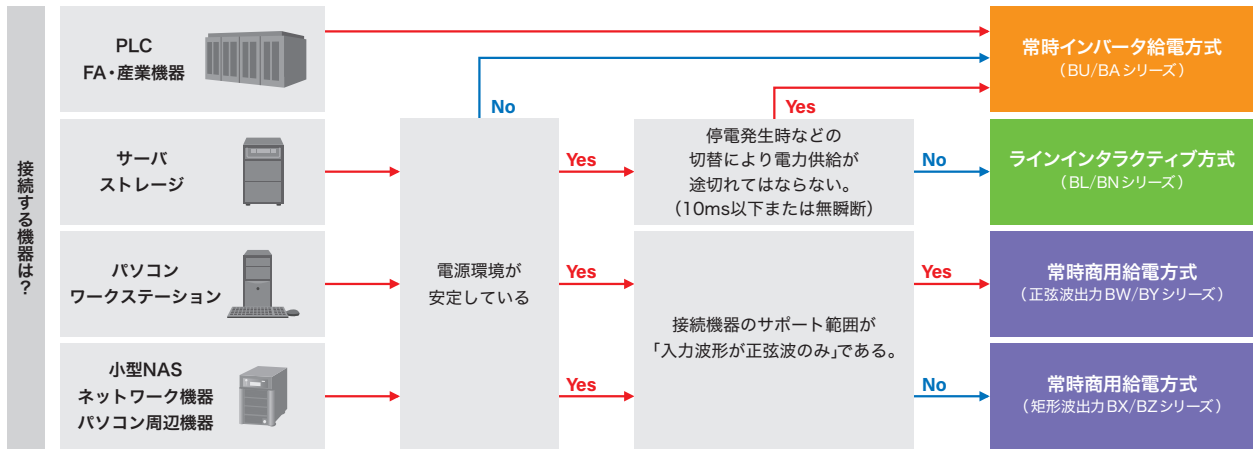 接続する機器は？
PLC
FA・産業機器
サーバ
ストレージ
パソコン
ワークステーション
小型NAS
ネットワーク機器
パソコン周辺機器
電源環境が
安定している
No
Yes
Yes
Yes
停電発生時などの
切替により電力供給が
途切れてはならない。
（10ms以下または無瞬断）
Yes
No
接続機器のサポート範囲が
「入力波形が正弦波のみ」である。
Yes
No
常時インバータ給電方式
（BU/BAシリーズ）
ラインインタラクティブ方式
（BL/BNシリーズ）
常時商用給電方式
（正弦波出力BW/BYシリーズ）
常時商用給電方式
（矩形波出力BX/BZシリーズ）